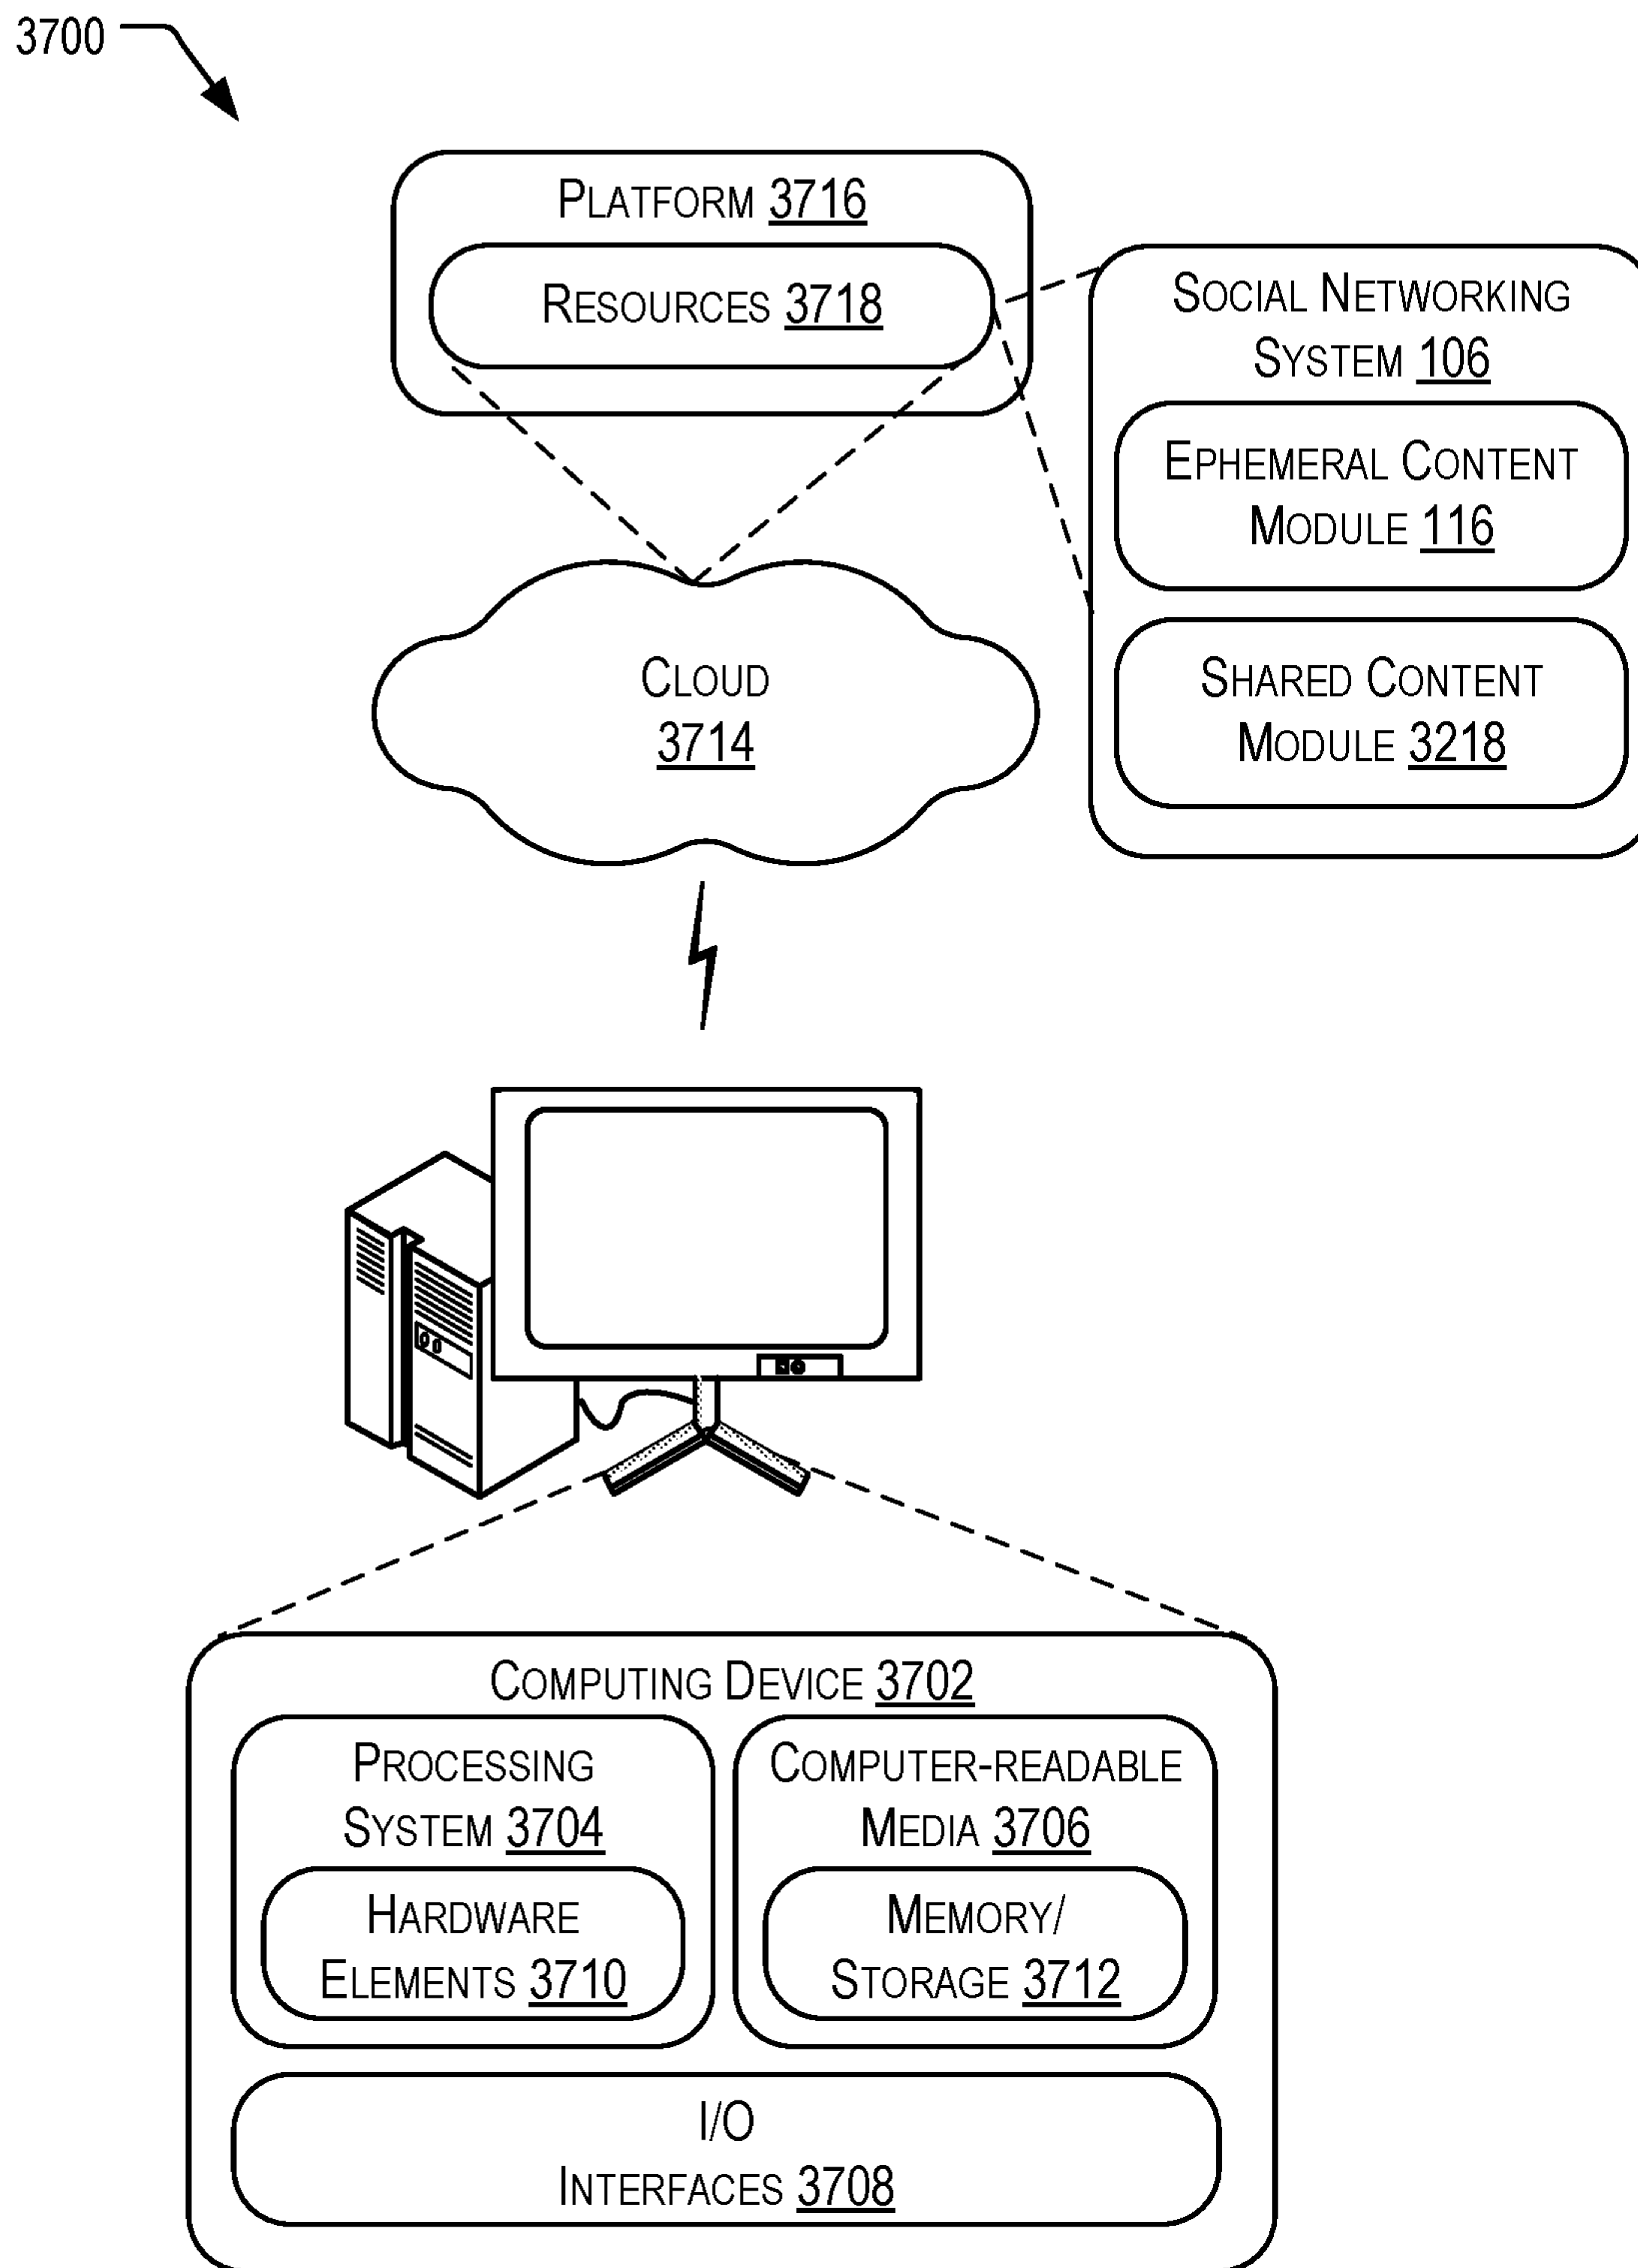 3700
PLATFORM 3716
RESOURCES 3718
SOCIAL NETWORKING
SYSTEM 106
EPHEMERAL CONTENT
MODULE 116
SHARED CONTENT
MODULE 3218
CLOUD
3714
COMPUTING DEVICE 3702
PROCESSING
SYSTEM 3704
HARDWARE
ELEMENTS 3710
COMPUTER-READABLE
MEDIA 3706
MEMORY/
STORAGE 3712
I/O
INTERFACES 3708